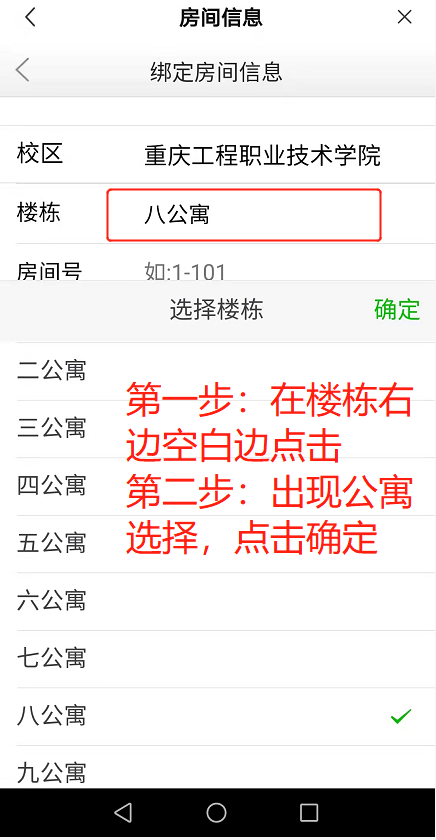 房间信息
绑定房间信息
校区 重庆工程职业技术学院
楼栋 八公寓
房间号 如:1-101
选择楼栋 确定
二公寓
第一步：在楼栋右
三公寓
边空白边点击
四公寓
第二步：出现公寓
五公寓
选择，点击确定
六公寓
七公寓
八公寓
九公寓